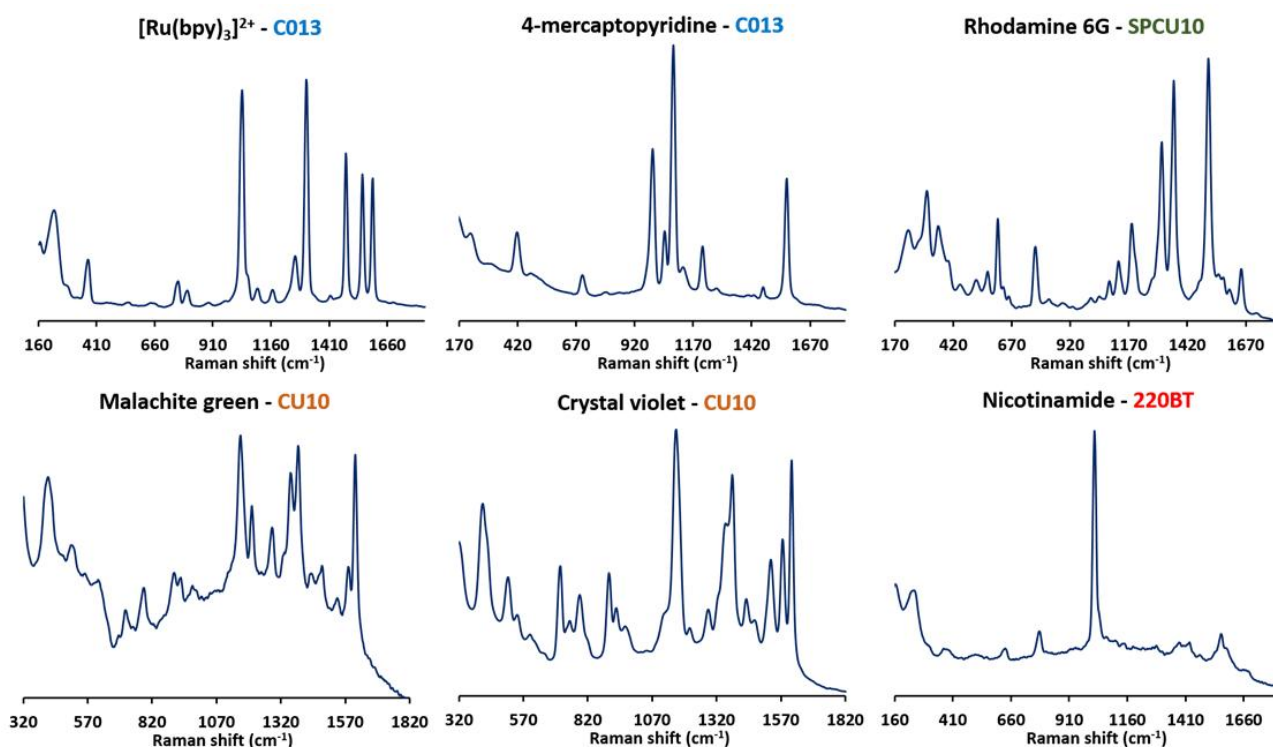 [Ru(bpy)₃]²⁺ - C013
4-mercaptopyridine - C013
Rhodamine 6G - SPCU10
160 410 660 910 1160 1410 1660
Raman shift (cm⁻¹)
170 420 670 920 1170 1420 1670
Raman shift (cm⁻¹)
170 420 670 920 1170 1420 1670
Raman shift (cm⁻¹)
Malachite green - CU10
Crystal violet - CU10
Nicotinamide - 220BT
320 570 820 1070 1320 1570 1820
Raman shift (cm⁻¹)
320 570 820 1070 1320 1570 1820
Raman shift (cm⁻¹)
160 410 660 910 1160 1410 1660
Raman shift (cm⁻¹)